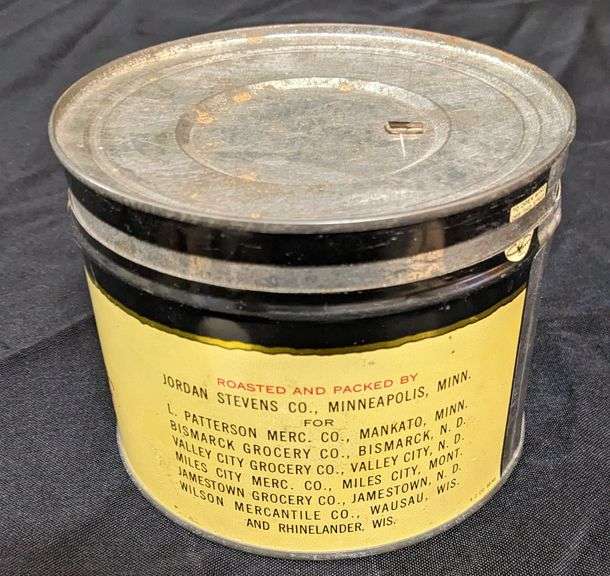 ROASTED AND PACKED BY
JORDAN STEVENS CO., MINNEAPOLIS, MINN.
FOR
L. PATTERSON MERC. CO., MANKATO, MINN.
BISMARCK GROCERY CO., BISMARCK, N. D.
VALLEY CITY GROCERY CO., VALLEY CITY, N. D.
MILES CITY MERC. CO., MILES CITY, MONT.
JAMESTOWN GROCERY CO., JAMESTOWN, N. D.
WILSON MERCANTILE CO., WAUSAU, WIS.
AND RHINELANDER, WIS.